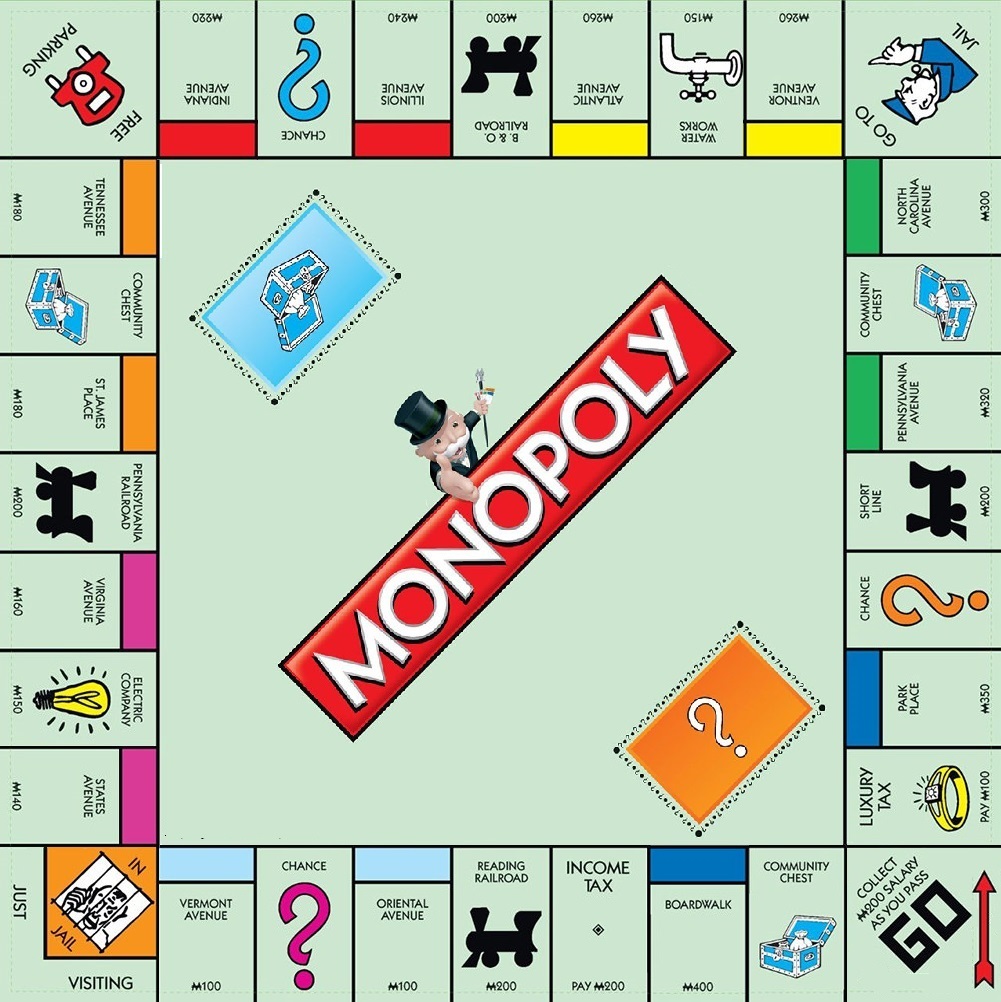 FREE
PARKING
₩220
INDIANA
AVENUE
CHANCE
₩240
ILLINOIS
AVENUE
₩200
B. & O.
RAILROAD
₩260
ATLANTIC
AVENUE
₩150
WATER
WORKS
₩260
VENTNOR
AVENUE
GO TO
JAIL
TENNESSEE
AVENUE
₩180
COMMUNITY
CHEST
ST. JAMES
PLACE
₩180
PENNSYLVANIA
RAILROAD
₩200
VIRGINIA
AVENUE
₩160
ELECTRIC
COMPANY
₩150
STATES
AVENUE
₩140
MONOPOLY
?
NORTH
CAROLINA
AVENUE
₩300
COMMUNITY
CHEST
PENNSYLVANIA
AVENUE
₩320
SHORT
LINE
₩200
CHANCE
PARK
PLACE
₩350
LUXURY
TAX
PAY ₩100
JUST
VISITING
IN
JAIL
VERMONT
AVENUE
₩100
CHANCE
ORIENTAL
AVENUE
₩100
READING
RAILROAD
₩200
INCOME
TAX
PAY ₩200
BOARDWALK
₩400
COMMUNITY
CHEST
COLLECT
₩200 SALARY
AS YOU PASS
GO